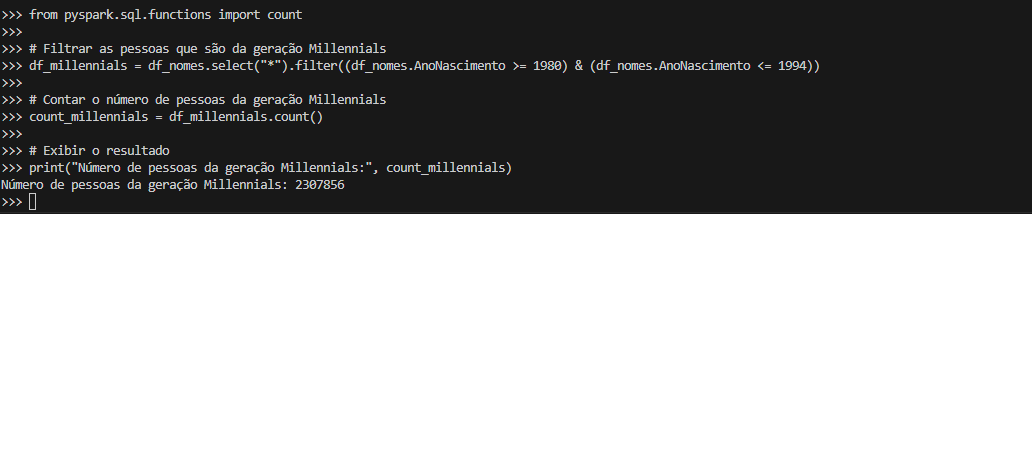 >>> from pyspark.sql.functions import count
>>>
>>> # Filtrar as pessoas que são da geração Millennials
>>> df_millennials = df_nomes.select("*").filter((df_nomes.AnoNascimento >= 1980) & (df_nomes.AnoNascimento <= 1994))
>>>
>>> # Contar o número de pessoas da geração Millennials
>>> count_millennials = df_millennials.count()
>>>
>>> # Exibir o resultado
>>> print("Número de pessoas da geração Millennials:", count_millennials)
Número de pessoas da geração Millennials: 2307856
>>>